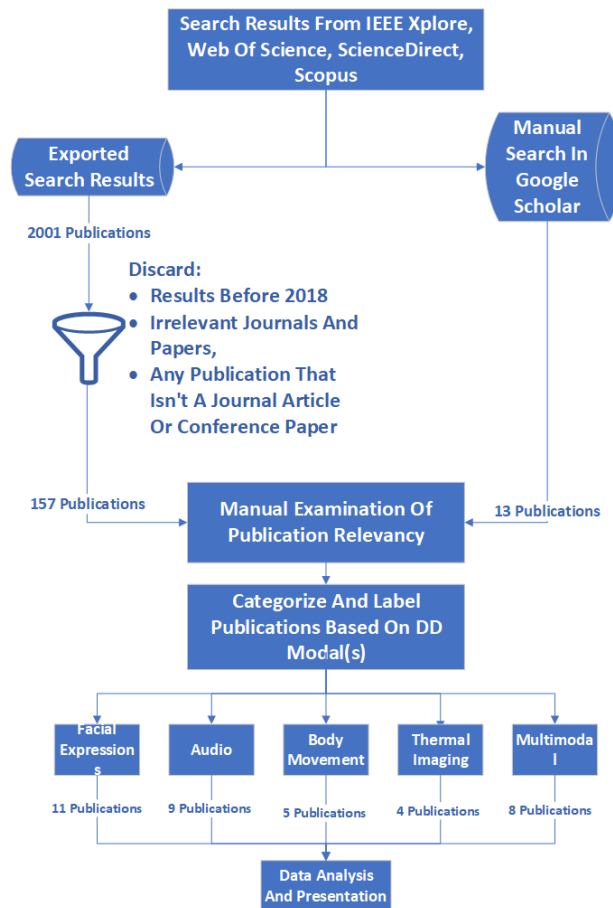 Search Results From IEEE Xplore,
Web Of Science, ScienceDirect,
Scopus
Exported
Search Results
Manual
Search In
Google
Scholar
2001 Publications
Discard:
• Results Before 2018
• Irrelevant Journals And
Papers,
• Any Publication That
Isn't A Journal Article
Or Conference Paper
157 Publications
13 Publications
Manual Examination Of
Publication Relevancy
Categorize And Label
Publications Based On DD
Modal(s)
Facial
Expression
s
Audio
Body
Movement
Thermal
Imaging
Multimoda
l
11 Publications
9 Publications
5 Publications
4 Publications
8 Publications
Data Analysis
And Presentation